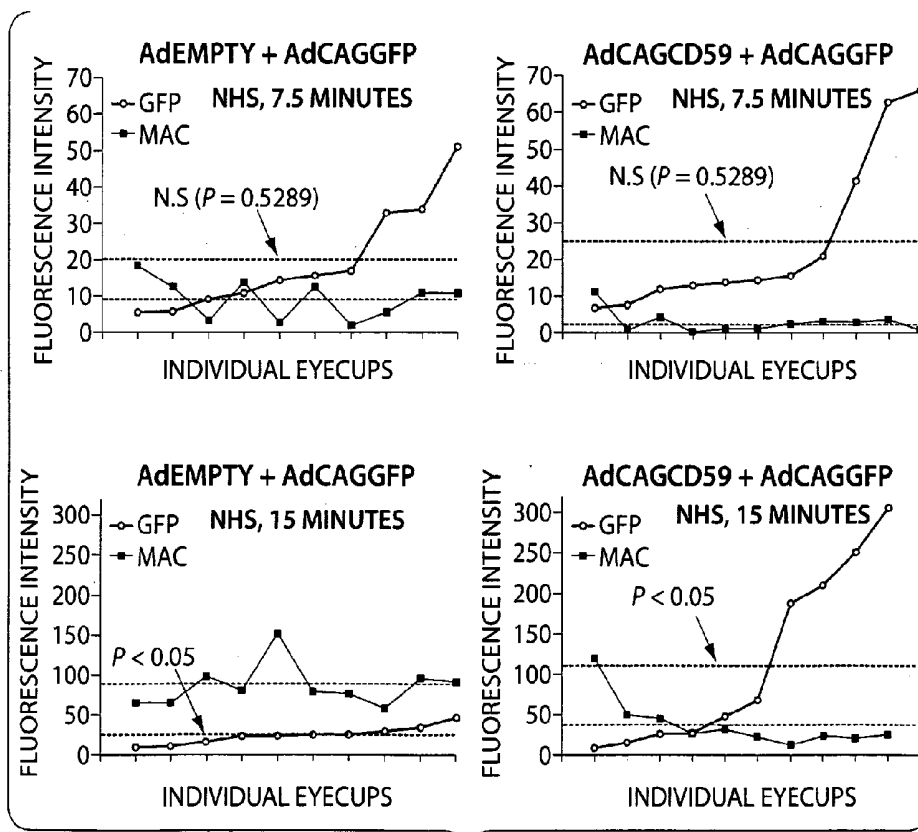 AdEMPTY + AdCAGGFP
NHS, 7.5 MINUTES
GFP
MAC
N.S (P = 0.5289)
FLUORESCENCE INTENSITY
70
60
50
40
30
20
10
0
INDIVIDUAL EYECUPS
AdCAGCD59 + AdCAGGFP
NHS, 7.5 MINUTES
GFP
MAC
N.S (P = 0.5289)
FLUORESCENCE INTENSITY
70
60
50
40
30
20
10
0
INDIVIDUAL EYECUPS
AdEMPTY + AdCAGGFP
NHS, 15 MINUTES
GFP
MAC
P < 0.05
FLUORESCENCE INTENSITY
300
250
200
150
100
50
0
INDIVIDUAL EYECUPS
AdCAGCD59 + AdCAGGFP
NHS, 15 MINUTES
GFP
MAC
P < 0.05
FLUORESCENCE INTENSITY
300
250
200
150
100
50
0
INDIVIDUAL EYECUPS